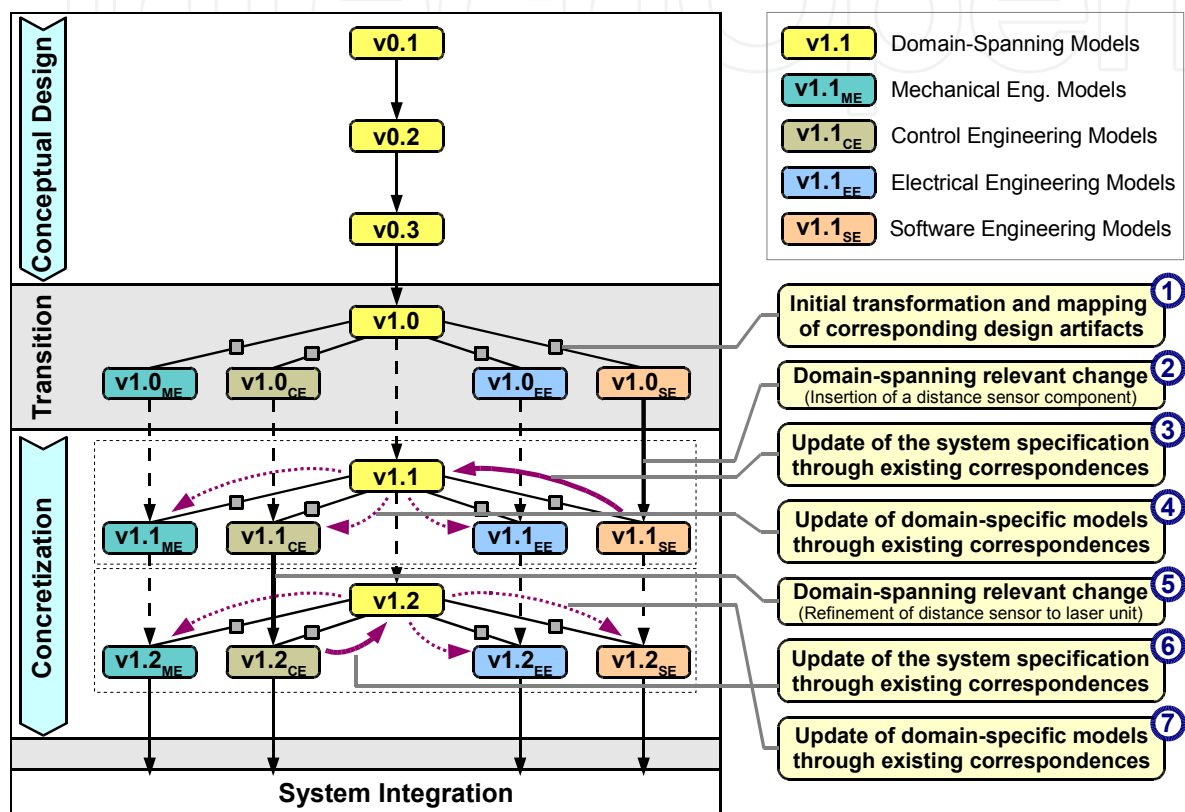 Conceptual Design
v0.1
v0.2
v0.3
v1.1 Domain-Spanning Models
v1.1ME Mechanical Eng. Models
v1.1CE Control Engineering Models
v1.1EE Electrical Engineering Models
v1.1SE Software Engineering Models
Transition
v1.0
v1.0ME v1.0CE v1.0EE v1.0SE
Concretization
v1.1
v1.1ME v1.1CE v1.1EE v1.1SE
v1.2
v1.2ME v1.2CE v1.2EE v1.2SE
System Integration
1
Initial transformation and mapping
of corresponding design artifacts
2
Domain-spanning relevant change
(Insertion of a distance sensor component)
3
Update of the system specification
through existing correspondences
4
Update of domain-specific models
through existing correspondences
5
Domain-spanning relevant change
(Refinement of distance sensor to laser unit)
6
Update of the system specification
through existing correspondences
7
Update of domain-specific models
through existing correspondences